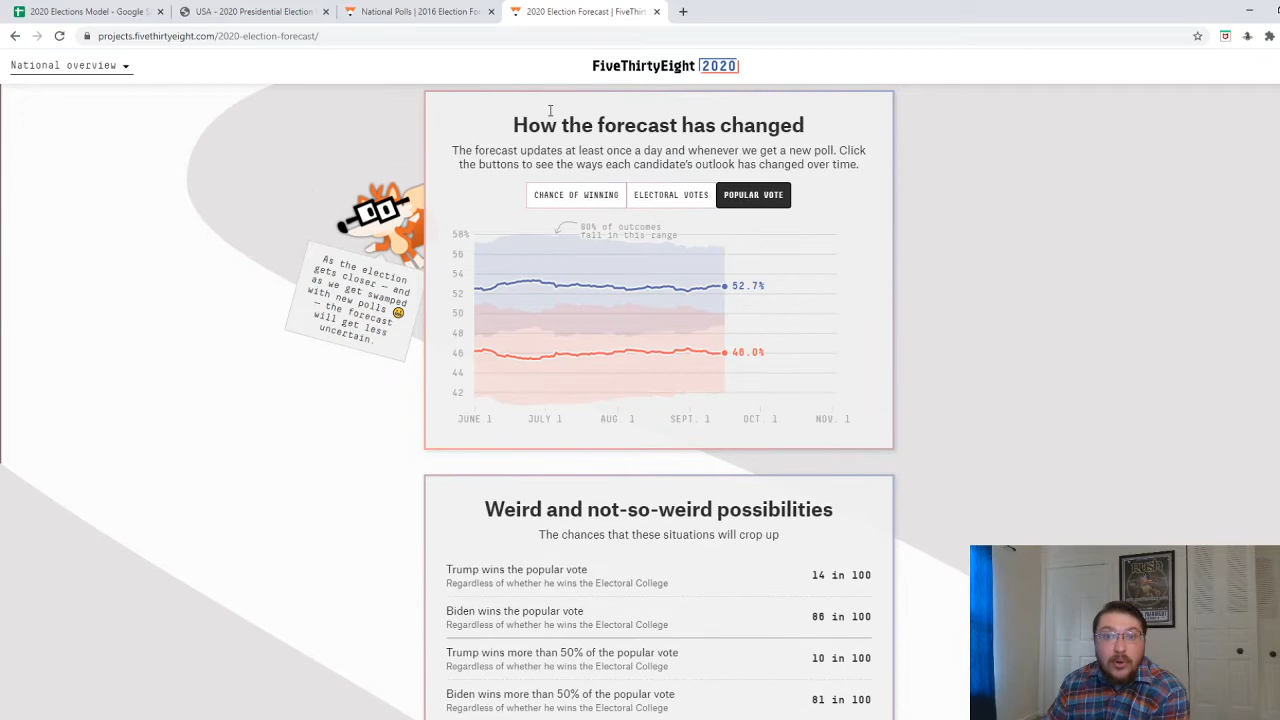 2020 Elections Model - Google S
USA - 2020 Presidential Election
National Polls | 2016 Election Fo
2020 Election Forecast | FiveThirt
projects.fivethirtyeight.com/2020-election-forecast/
National overview
FiveThirtyEight 2020
How the forecast has changed
The forecast updates at least once a day and whenever we get a new poll. Click
the buttons to see the ways each candidate's outlook has changed over time.
CHANCE OF WINNING
ELECTORAL VOTES
POPULAR VOTE
80% of outcomes
fall in this range
58%
56
54
52
50
48
46
44
42
52.7%
46.0%
JUNE 1
JULY 1
AUG. 1
SEPT. 1
OCT. 1
NOV. 1
As the election
gets closer — and
as we get swamped
with new polls 😀
— the forecast
will get less
uncertain.
Weird and not-so-weird possibilities
The chances that these situations will crop up
Trump wins the popular vote
14 in 100
Regardless of whether he wins the Electoral College
Biden wins the popular vote
86 in 100
Regardless of whether he wins the Electoral College
Trump wins more than 50% of the popular vote
10 in 100
Regardless of whether he wins the Electoral College
Biden wins more than 50% of the popular vote
81 in 100
Regardless of whether he wins the Electoral College
RUSH